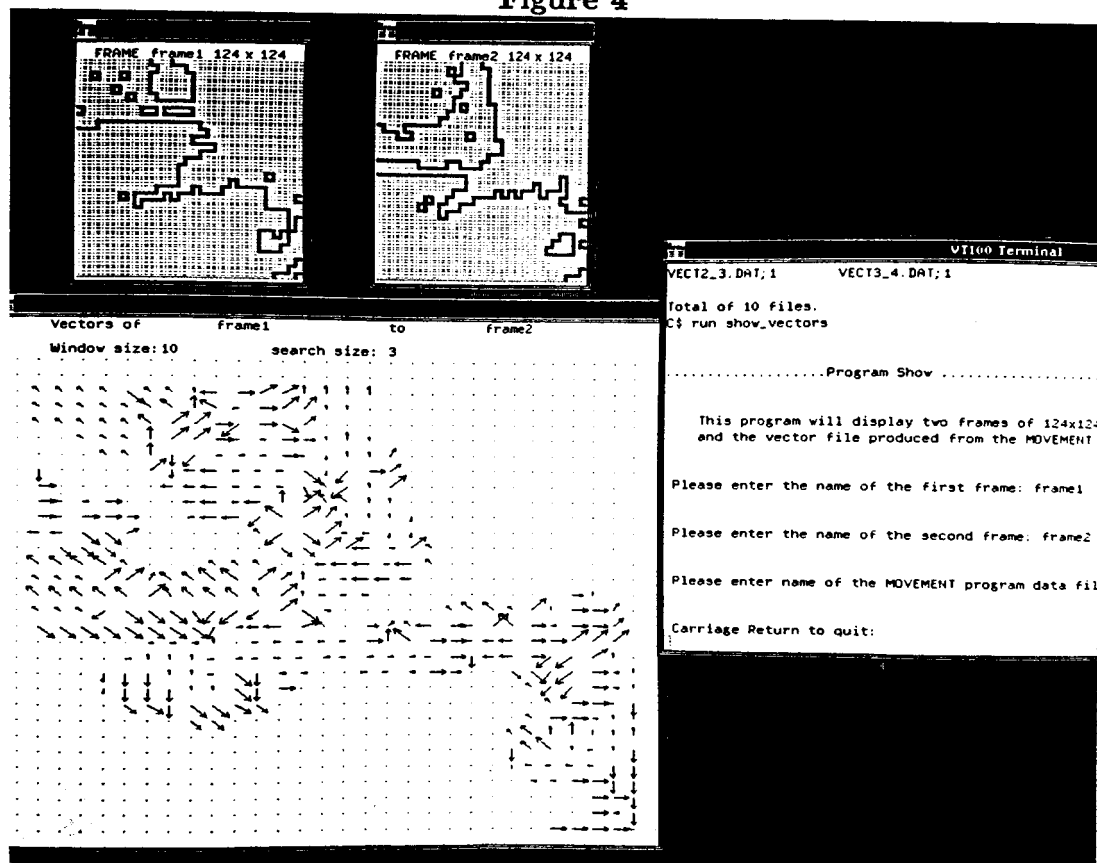 Figure 4
FRAME frame1 124 x 124
FRAME frame2 124 x 124
Vectors of frame1 to frame2
Window size: 10 search size: 3
VT100 Terminal
VECT2_3.DAT;1 VECT3_4.DAT;1
Total of 10 files.
C$ run show_vectors
...................Program Show ....................
This program will display two frames of 124x124
and the vector file produced from the MOVEMENT
Please enter the name of the first frame: frame1
Please enter the name of the second frame: frame2
Please enter name of the MOVEMENT program data fil
Carriage Return to quit: